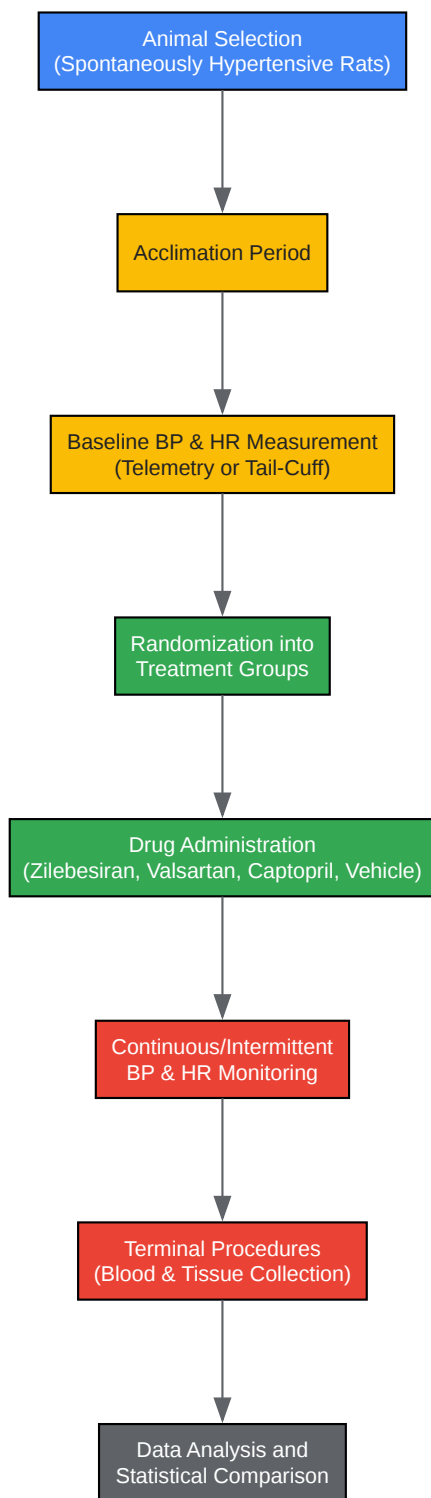 Animal Selection
(Spontaneously Hypertensive Rats)
Acclimation Period
Baseline BP & HR Measurement
(Telemetry or Tail-Cuff)
Randomization into
Treatment Groups
Drug Administration
(Zilebesiran, Valsartan, Captopril, Vehicle)
Continuous/Intermittent
BP & HR Monitoring
Terminal Procedures
(Blood & Tissue Collection)
Data Analysis and
Statistical Comparison